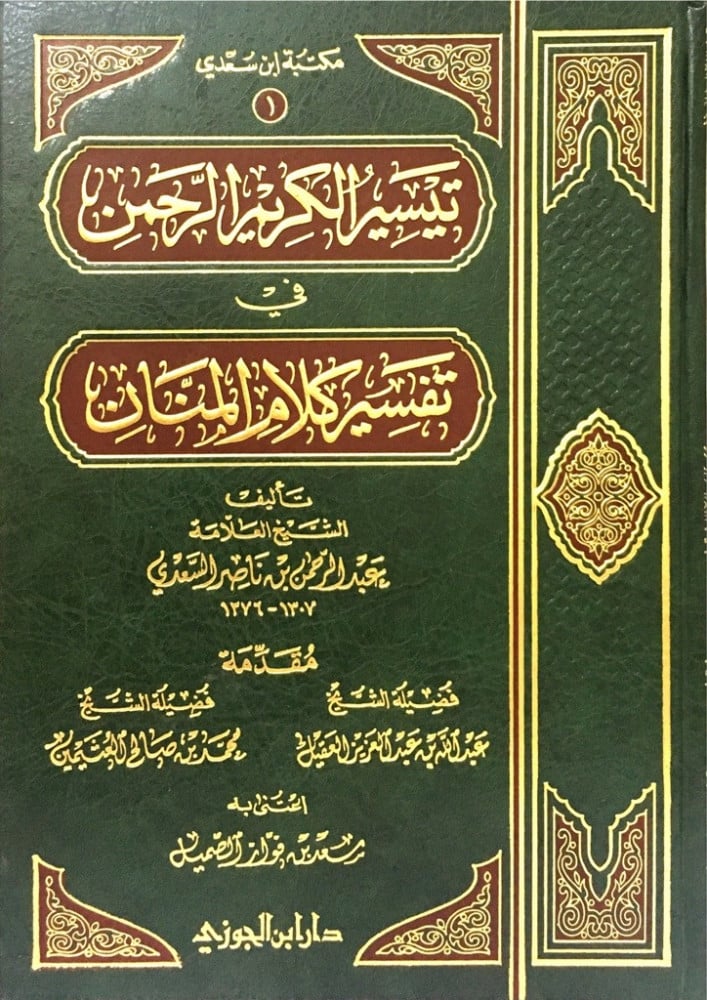 مكتبة ابن سعدي
١
تيسير الكريم الرحمن
في
تفسير كلام المنان
تأليف
الشيخ العلامة
عبد الرحمن بن ناصر السعدي
١٣٠٧-١٣٧٦
مقدمة
فضيلة الشيخ
عبد الله بن عبد العزيز العقيل
فضيلة الشيخ
محمد بن صالح العثيمين
اعتنى به
سعد بن فواز الصميل
دار ابن الجوزي